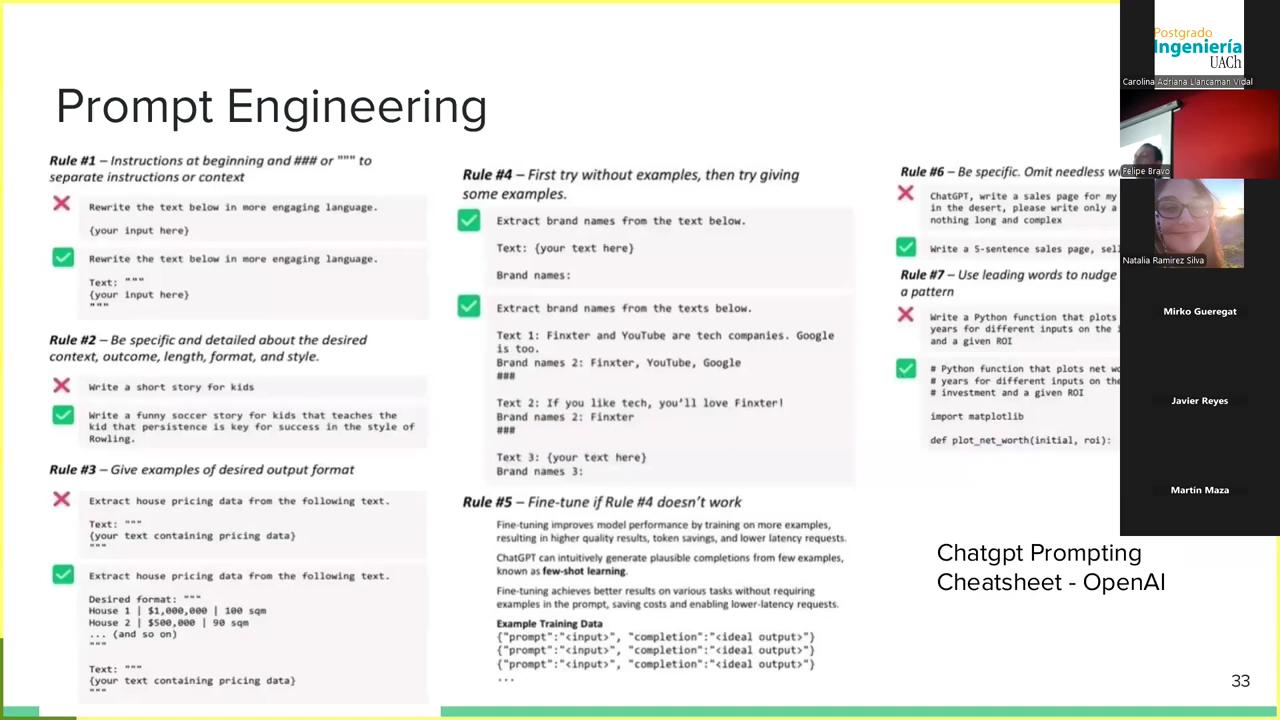 Prompt Engineering
Rule #1 – Instructions at beginning and ### or """ to
separate instructions or context
Rewrite the text below in more engaging language.
{your input here}
Rewrite the text below in more engaging language.
Text: """
{your input here}
"""
Rule #2 – Be specific and detailed about the desired
context, outcome, length, format, and style.
Write a short story for kids
Write a funny soccer story for kids that teaches the
kid that persistence is key for success in the style of
Rowling.
Rule #3 – Give examples of desired output format
Extract house pricing data from the following text.
Text: """
{your text containing pricing data}
"""
Extract house pricing data from the following text.
Desired format: """
House 1 | $1,000,000 | 100 sqm
House 2 | $500,000 | 90 sqm
... (and so on)
"""
Text: """
{your text containing pricing data}
"""
Rule #4 – First try without examples, then try giving
some examples.
Extract brand names from the text below.
Text: {your text here}
Brand names:
Extract brand names from the texts below.
Text 1: Finxter and YouTube are tech companies. Google
is too.
Brand names 2: Finxter, YouTube, Google
###
Text 2: If you like tech, you'll love Finxter!
Brand names 2: Finxter
###
Text 3: {your text here}
Brand names 3:
Rule #5 – Fine-tune if Rule #4 doesn't work
Fine-tuning improves model performance by training on more examples,
resulting in higher quality results, token savings, and lower latency requests.
ChatGPT can intuitively generate plausible completions from few examples,
known as few-shot learning.
Fine-tuning achieves better results on various tasks without requiring
examples in the prompt, saving costs and enabling lower-latency requests.
Example Training Data
{"prompt":"<input>", "completion":"<ideal output>"}
{"prompt":"<input>", "completion":"<ideal output>"}
{"prompt":"<input>", "completion":"<ideal output>"}
...
Rule #6 – Be specific. Omit needless
ChatGPT, write a sales page for my
in the desert, please write only a
nothing long and complex
Write a 5-sentence sales page,
Rule #7 – Use leading words to nudge
a pattern
Write a Python function that plots
years for different inputs on the
and a given ROI
# Python function that plots net
# years for different inputs on the
# investment and a given ROI
import matplotlib
def plot_net_worth(initial, roi):
Chatgpt Prompting
Cheatsheet - OpenAI
33
Postgrado
Ingeniería
UACh
Carolina Adriana Llancaman Vidal
Felipe Bravo
Natalia Ramirez Silva
Mirko Gueregat
Javier Reyes
Martín Maza